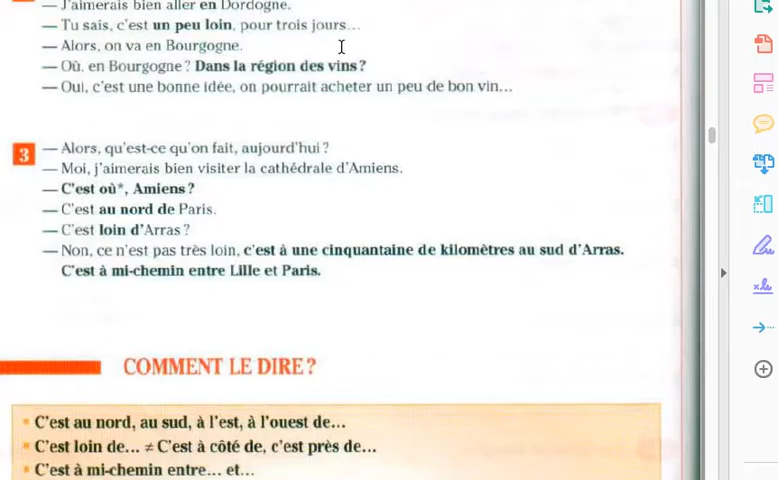 — J'aimerais bien aller en Dordogne.
— Tu sais, c'est un peu loin, pour trois jours...
— Alors, on va en Bourgogne.
— Où, en Bourgogne ? Dans la région des vins ?
— Oui, c'est une bonne idée, on pourrait acheter un peu de bon vin...
3
— Alors, qu'est-ce qu'on fait, aujourd'hui ?
— Moi, j'aimerais bien visiter la cathédrale d'Amiens.
— C'est où*, Amiens ?
— C'est au nord de Paris.
— C'est loin d'Arras ?
— Non, ce n'est pas très loin, c'est à une cinquantaine de kilomètres au sud d'Arras.
C'est à mi-chemin entre Lille et Paris.
COMMENT LE DIRE ?
• C'est au nord, au sud, à l'est, à l'ouest de...
• C'est loin de... ≠ C'est à côté de, c'est près de...
• C'est à mi-chemin entre... et...